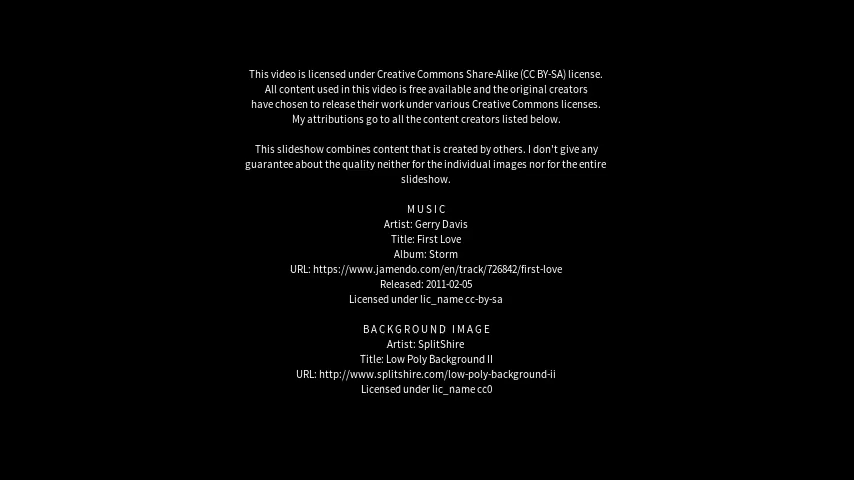 This video is licensed under Creative Commons Share-Alike (CC BY-SA) license.
All content used in this video is free available and the original creators
have chosen to release their work under various Creative Commons licenses.
My attributions go to all the content creators listed below.
This slideshow combines content that is created by others. I don't give any
guarantee about the quality neither for the individual images nor for the entire
slideshow.
MUSIC
Artist: Gerry Davis
Title: First Love
Album: Storm
URL: https://www.jamendo.com/en/track/726842/first-love
Released: 2011-02-05
Licensed under lic_name cc-by-sa
BACKGROUND IMAGE
Artist: SplitShire
Title: Low Poly Background II
URL: http://www.splitshire.com/low-poly-background-ii
Licensed under lic_name cc0